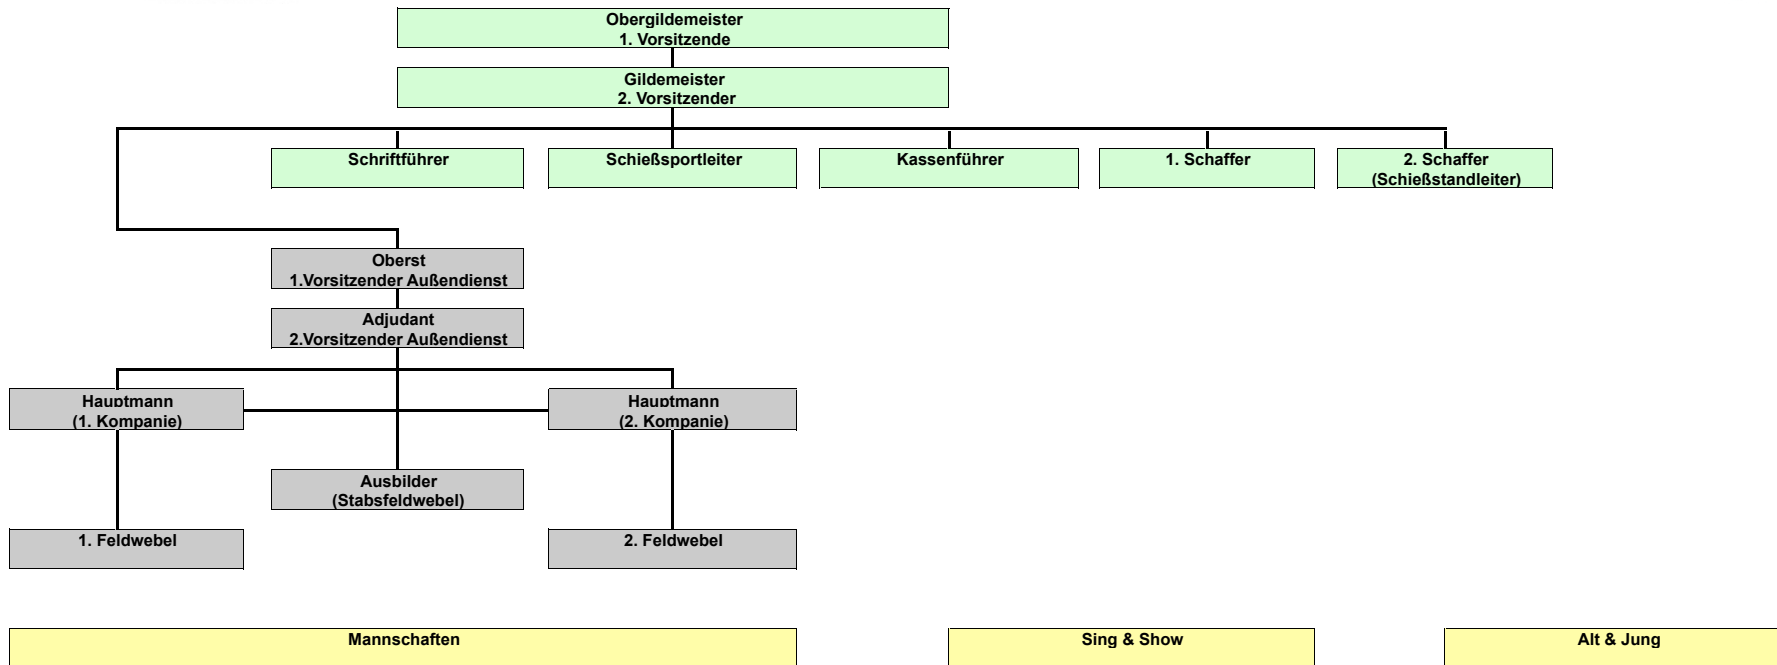 Obergildemeister
1. Vorsitzende
Gildemeister
2. Vorsitzender
Schriftführer
Schießsportleiter
Kassenführer
1. Schaffer
2. Schaffer
(Schießstandleiter)
Oberst
1.Vorsitzender Außendienst
Adjudant
2.Vorsitzender Außendienst
Hauptmann
(1. Kompanie)
Hauptmann
(2. Kompanie)
Ausbilder
(Stabsfeldwebel)
1. Feldwebel
2. Feldwebel
Mannschaften
Sing & Show
Alt & Jung